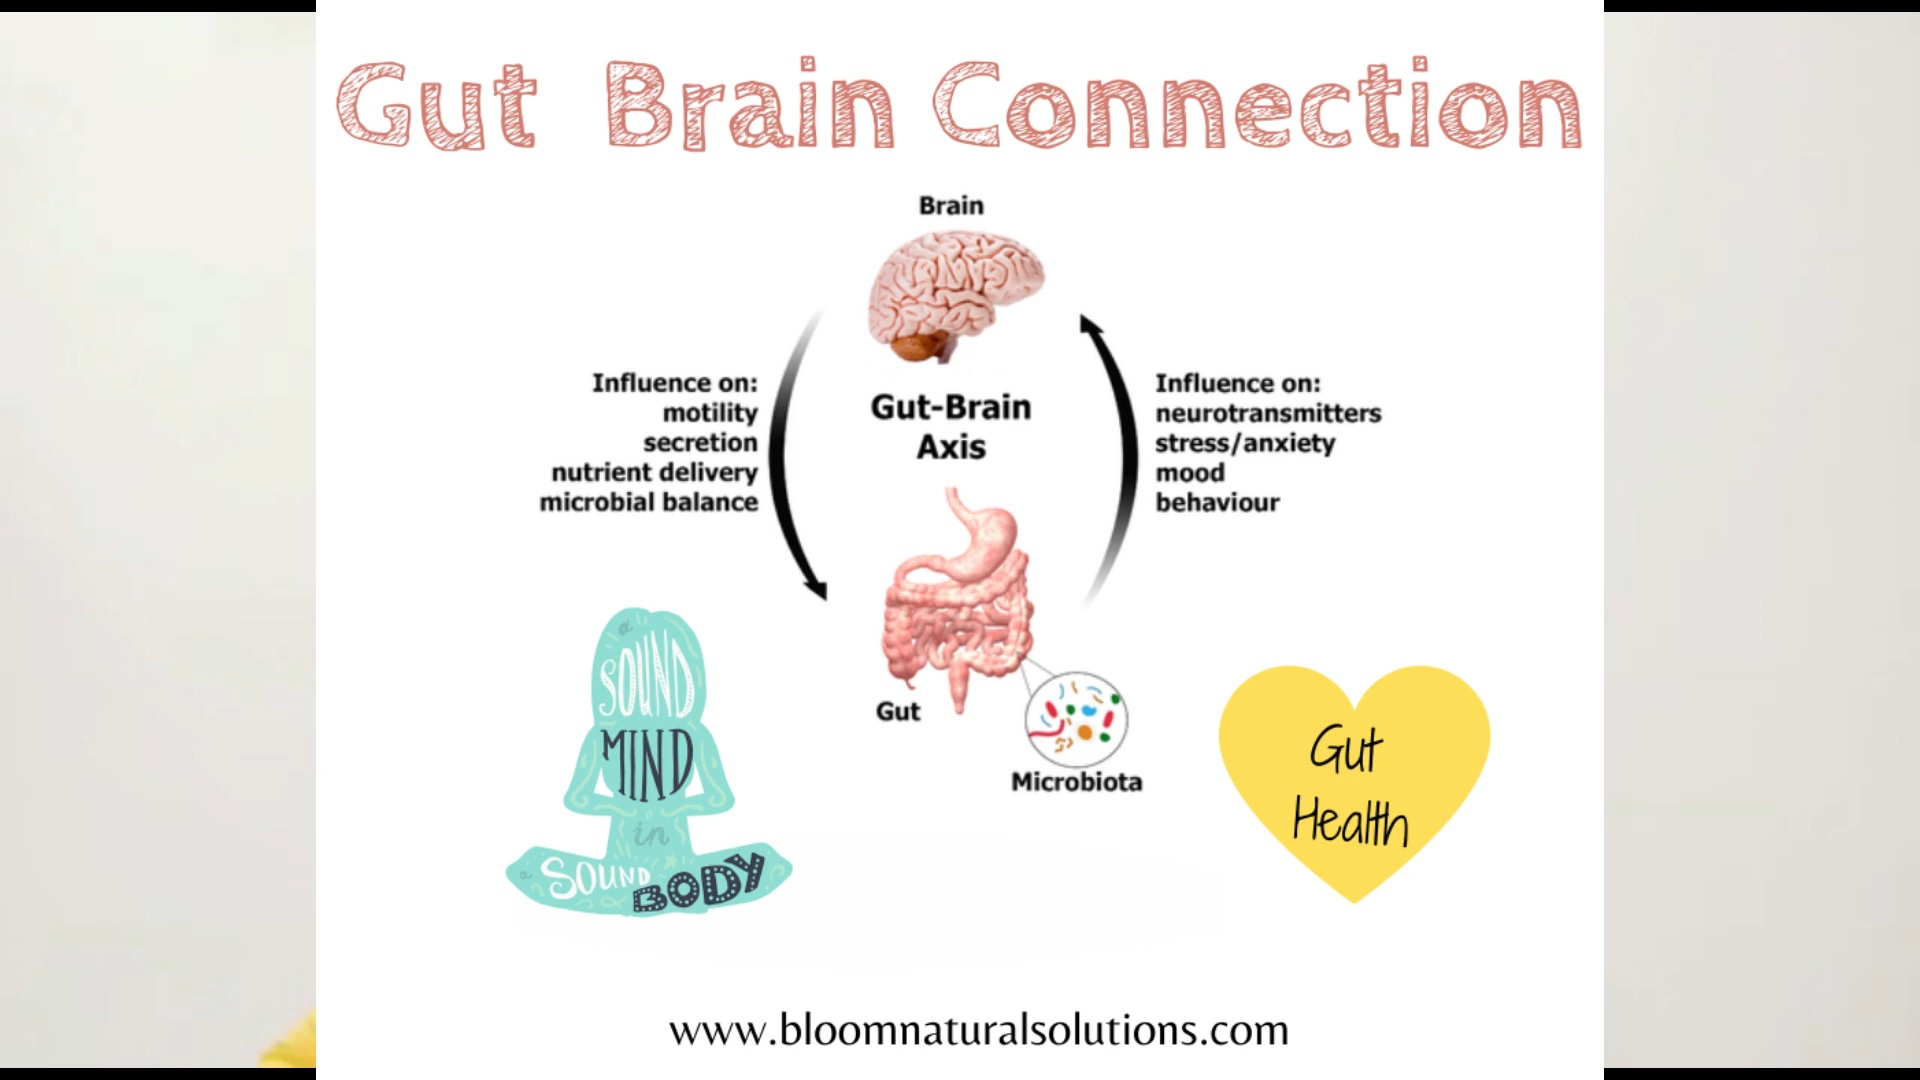 Gut Brain Connection
Brain
Influence on:
motility
secretion
nutrient delivery
microbial balance
Gut-Brain
Axis
Influence on:
neurotransmitters
stress/anxiety
mood
behaviour
Gut
Microbiota
a
SOUND
MIND
in
a SOUND BODY
Gut
Health
www.bloomnaturalsolutions.com